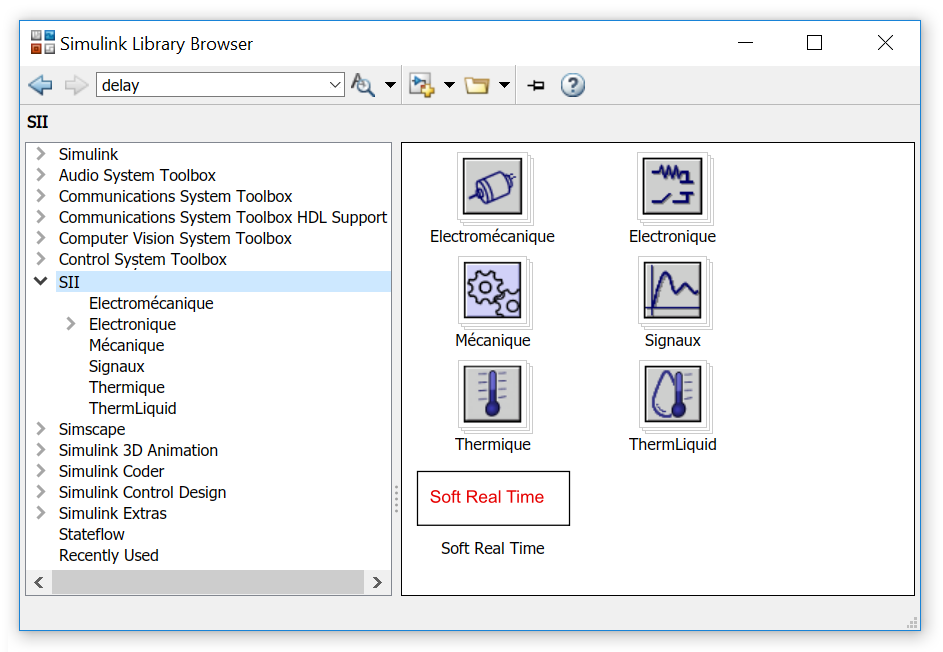 Simulink Library Browser
delay
SII
Simulink
Audio System Toolbox
Communications System Toolbox
Communications System Toolbox HDL Support
Computer Vision System Toolbox
Control System Toolbox
SII
Electromécanique
Electronique
Mécanique
Signaux
Thermique
ThermLiquid
Simscape
Simulink 3D Animation
Simulink Coder
Simulink Control Design
Simulink Extras
Stateflow
Recently Used
Electromécanique
Electronique
Mécanique
Signaux
Thermique
ThermLiquid
Soft Real Time
Soft Real Time